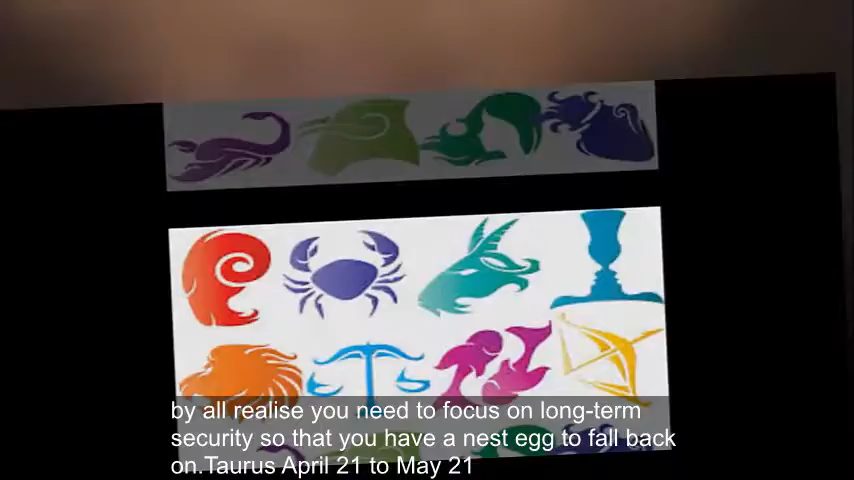 by all realise you need to focus on long-term
security so that you have a nest egg to fall back
on.Taurus April 21 to May 21